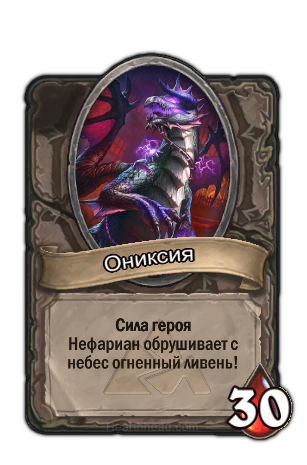 Ониксия
Сила героя
Нефариан обрушивает с
небес огненный ливень!
30